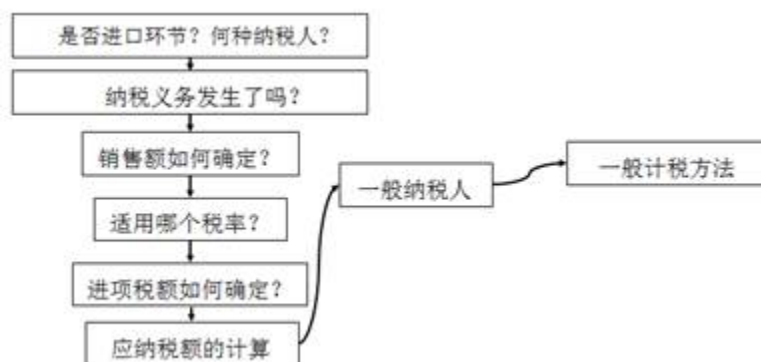 是否进口环节？何种纳税人？
纳税义务发生了吗？
销售额如何确定？
适用哪个税率？
进项税额如何确定？
应纳税额的计算
一般纳税人
一般计税方法